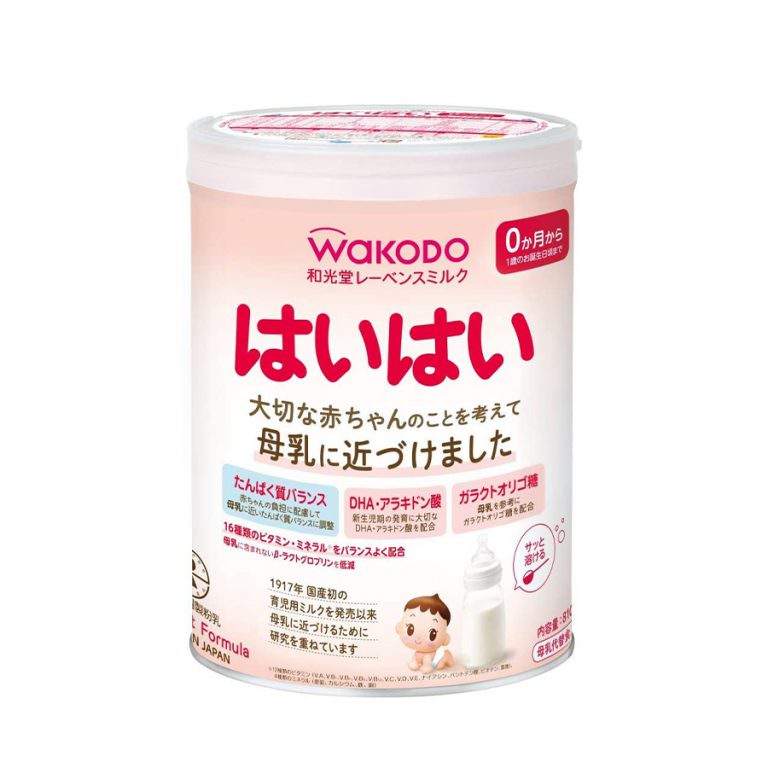 はいはい
WAKODO
和光堂レーベンスミルク
0か月から
1歳のお誕生日頃まで
はいはい
大切な赤ちゃんのことを考えて
母乳に近づけました
たんぱく質バランス
赤ちゃんの負担に配慮して
母乳に近いたんぱく質バランスに調整
DHA・アラキドン酸
新生児期の発育に大切な
DHA・アラキドン酸を配合
ガラクトオリゴ糖
母乳を参考に
ガラクトオリゴ糖を配合
16種類のビタミン・ミネラル※をバランスよく配合
母乳に含まれないβ-ラクトグロブリンを低減
サッと
溶ける
1917年 国産初の
育児用ミルクを発売以来
母乳に近づけるために
研究を重ねています
製粉乳
t Formula
N JAPAN
内容量:810
母乳代替食